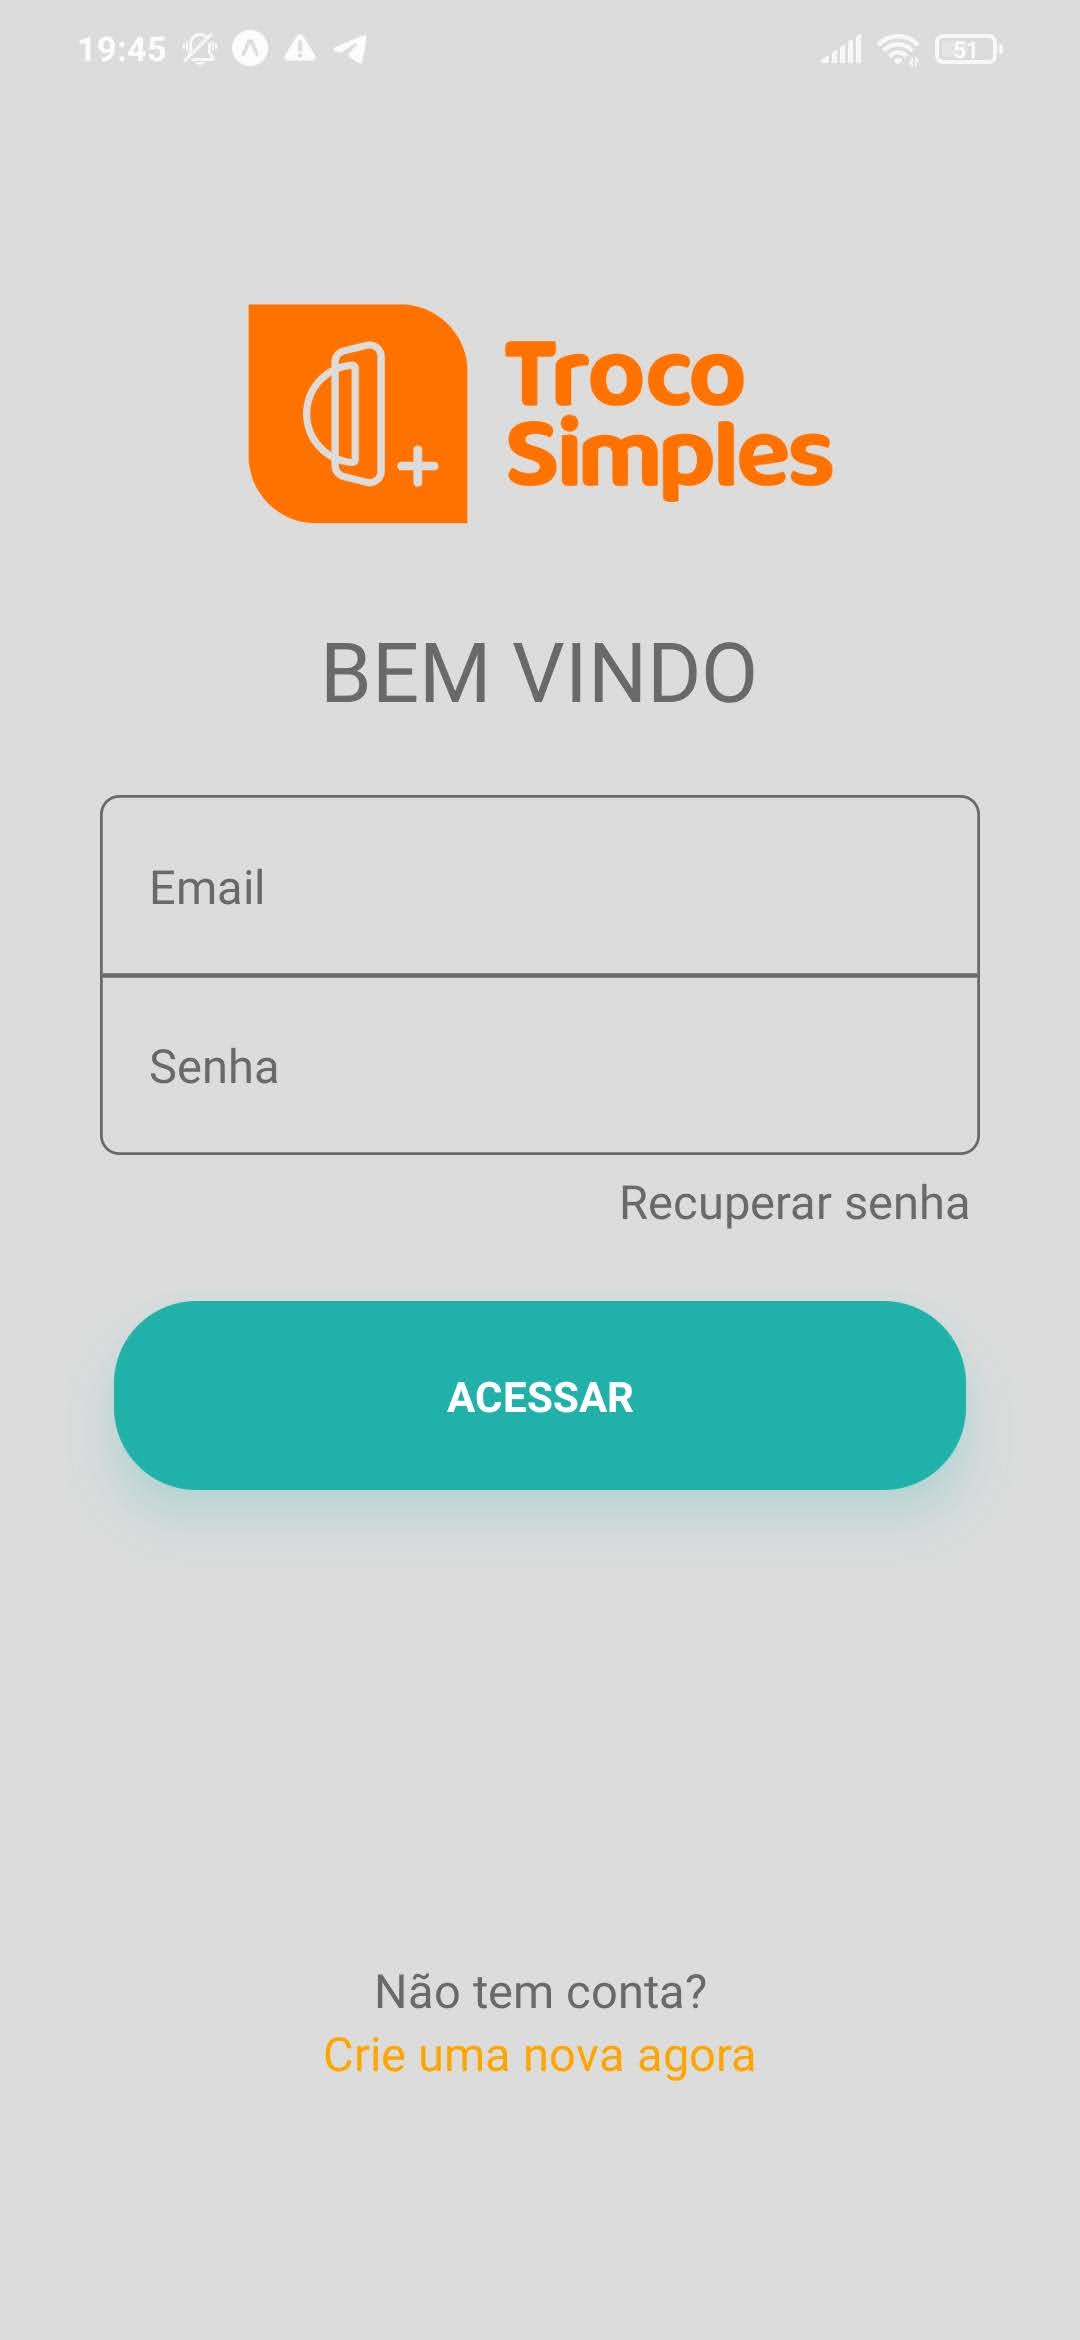 19:45
51
Troco
Simples
BEM VINDO
Email
Senha
Recuperar senha
ACESSAR
Não tem conta?
Crie uma nova agora